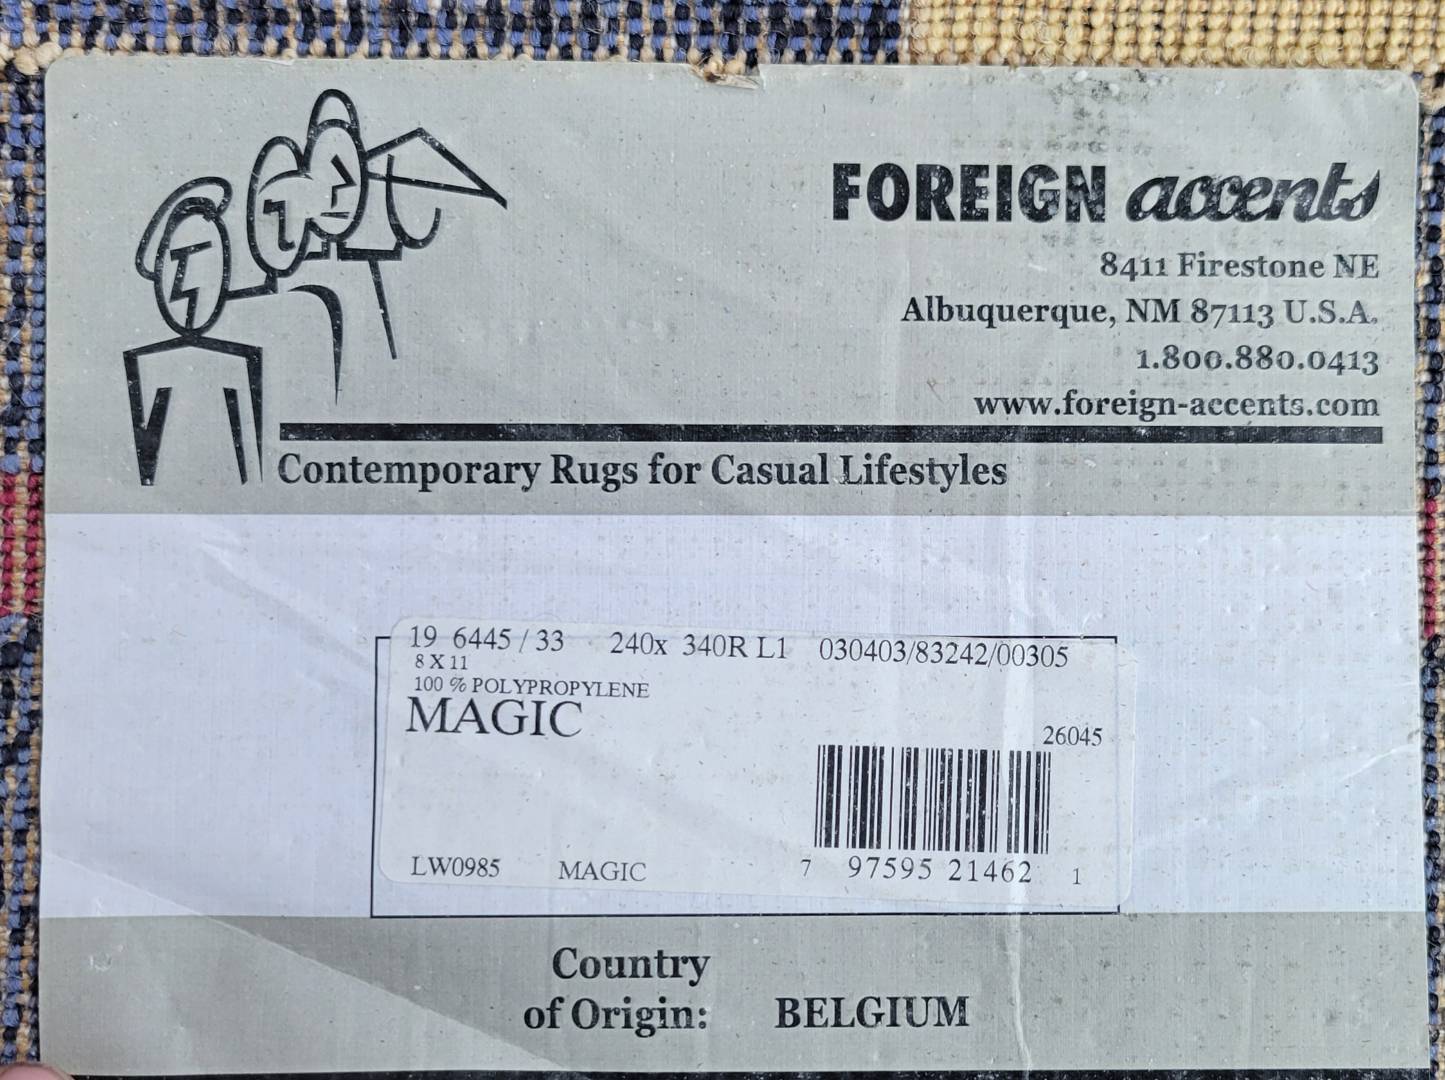 FOREIGN accents
8411 Firestone NE
Albuquerque, NM 87113 U.S.A.
1.800.880.0413
www.foreign-accents.com
Contemporary Rugs for Casual Lifestyles
19 6445 / 33 240x 340R L1 030403/83242/00305
8 X 11
100 % POLYPROPYLENE
MAGIC
26045
LW0985 MAGIC 7 97595 21462 1
Country
of Origin: BELGIUM